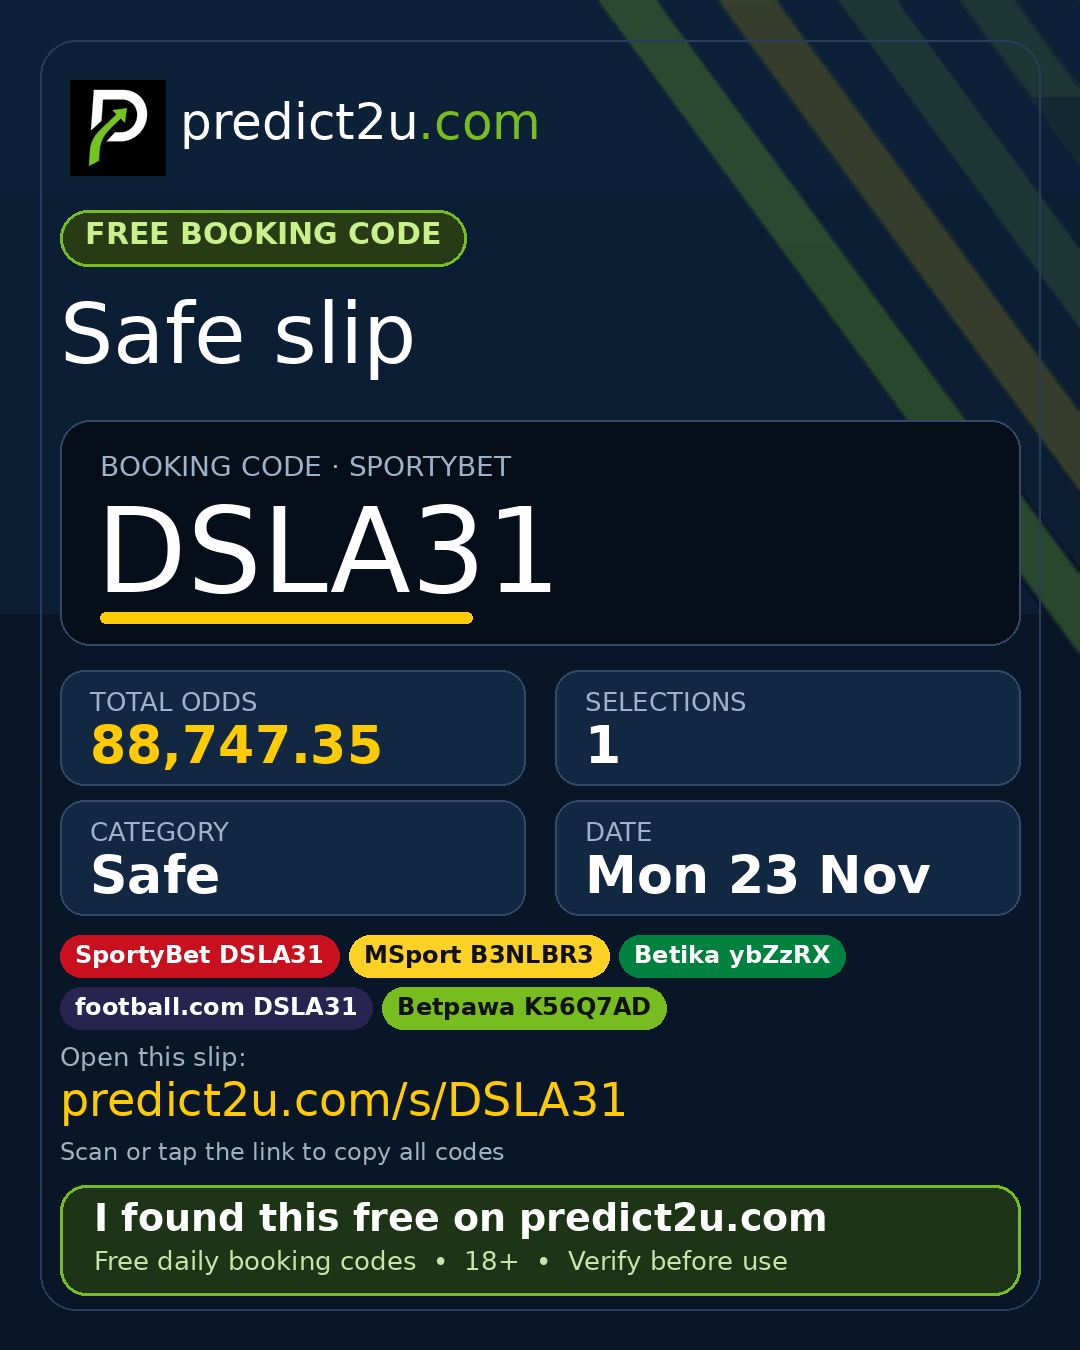 predict2u.com
FREE BOOKING CODE
Safe slip
BOOKING CODE · SPORTYBET
DSLA31
TOTAL ODDS
88,747.35
SELECTIONS
1
CATEGORY
Safe
DATE
Mon 23 Nov
SportyBet DSLA31
MSport B3NLBR3
Betika ybZzRX
football.com DSLA31
Betpawa K56Q7AD
Open this slip:
predict2u.com/s/DSLA31
Scan or tap the link to copy all codes
I found this free on predict2u.com
Free daily booking codes • 18+ • Verify before use